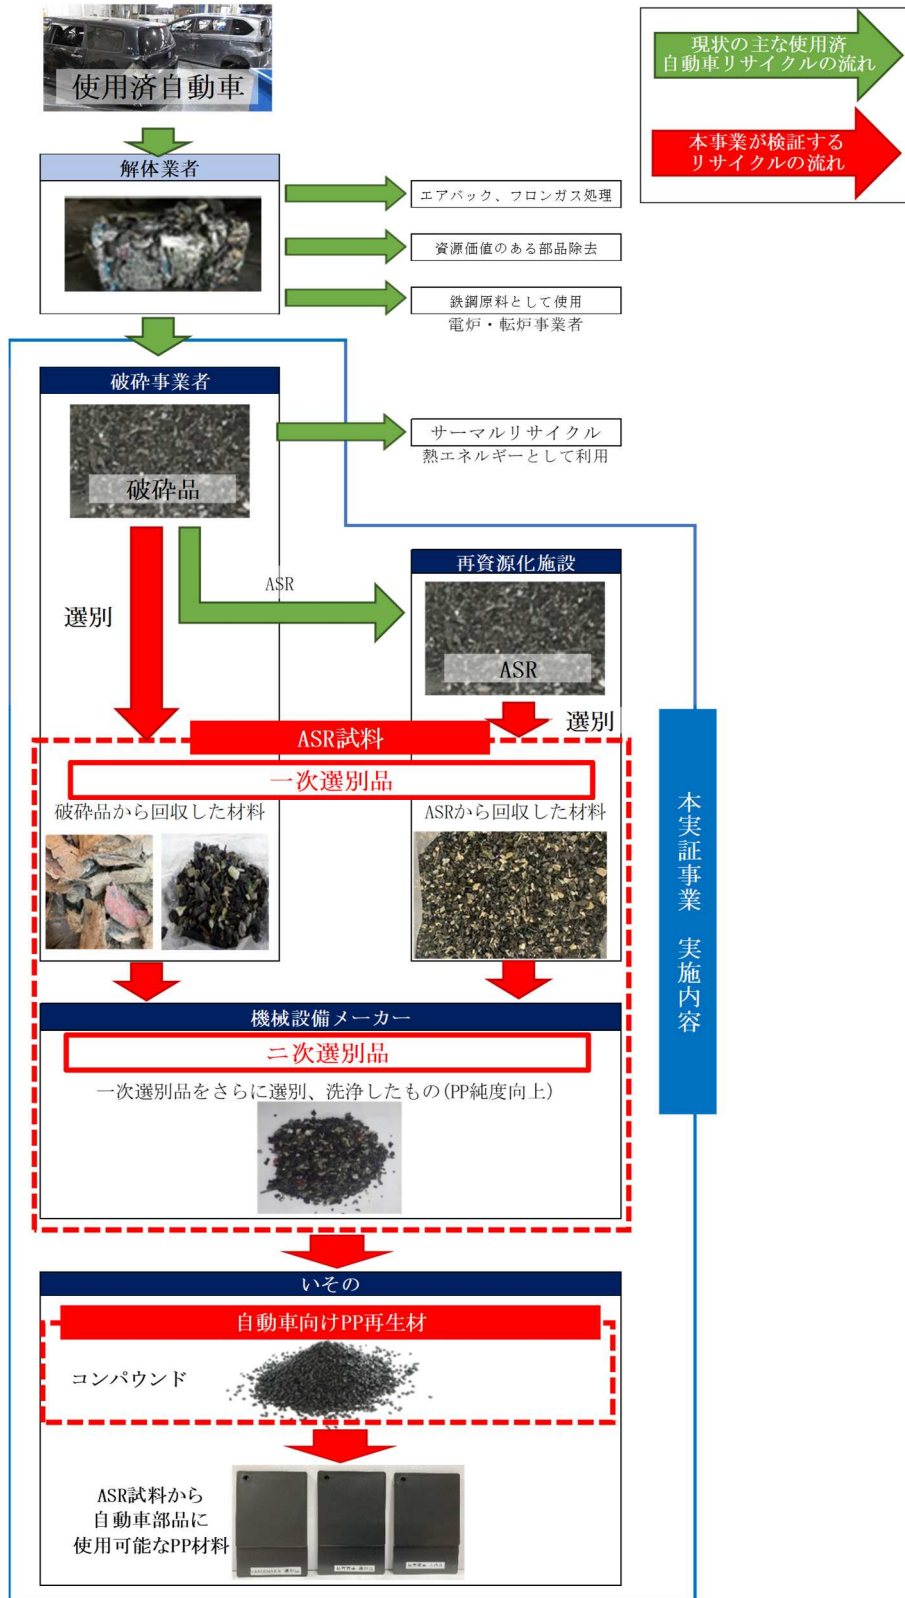 使用済自動車
現状の主な使用済
自動車リサイクルの流れ
本事業が検証する
リサイクルの流れ
解体業者
エアバック、フロンガス処理
資源価値のある部品除去
鉄鋼原料として使用
電炉・転炉事業者
破砕事業者
破砕品
サーマルリサイクル
熱エネルギーとして利用
ASR
選別
再資源化施設
ASR
選別
ASR試料
一次選別品
破砕品から回収した材料
ASRから回収した材料
本実証事業 実施内容
機械設備メーカー
二次選別品
一次選別品をさらに選別、洗浄したもの(PP純度向上)
いその
自動車向けPP再生材
コンパウンド
ASR試料から
自動車部品に
使用可能なPP材料